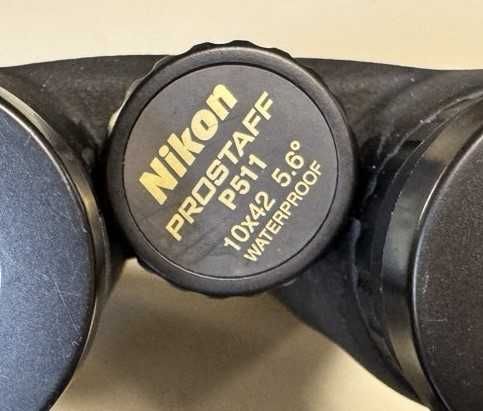 Nikon
PROSTAFF
P511
10x42 5.6°
WATERPROOF